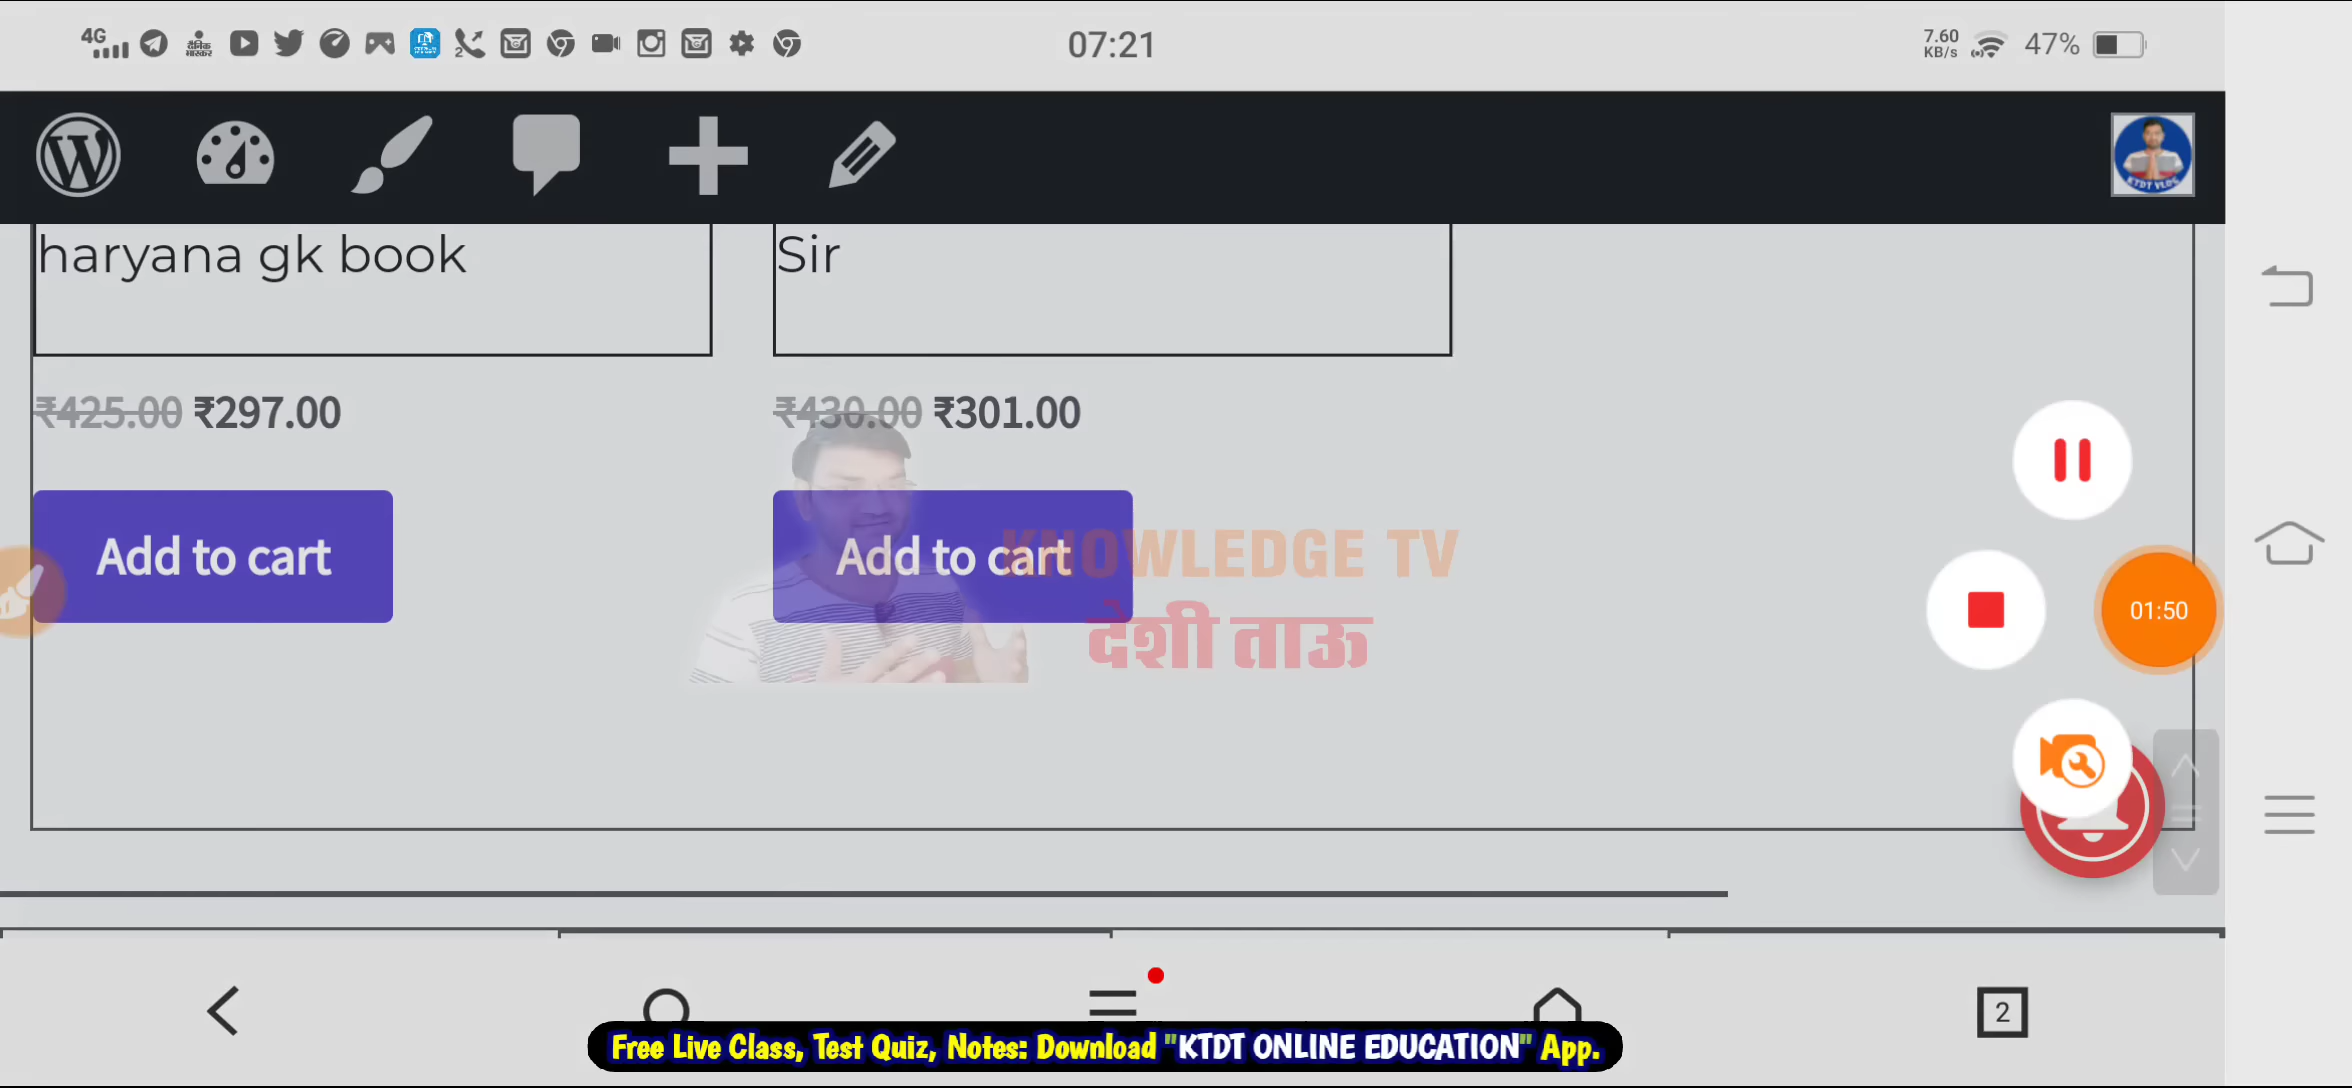 4G
07:21
7.60
KB/s
47%
KTDT VLOG
haryana gk book
Sir
₹425.00 ₹297.00
₹430.00 ₹301.00
Add to cart
Add to cart
KNOWLEDGE TV
देशी ताऊ
01:50
2
Free Live Class, Test Quiz, Notes: Download "KTDT ONLINE EDUCATION" App.